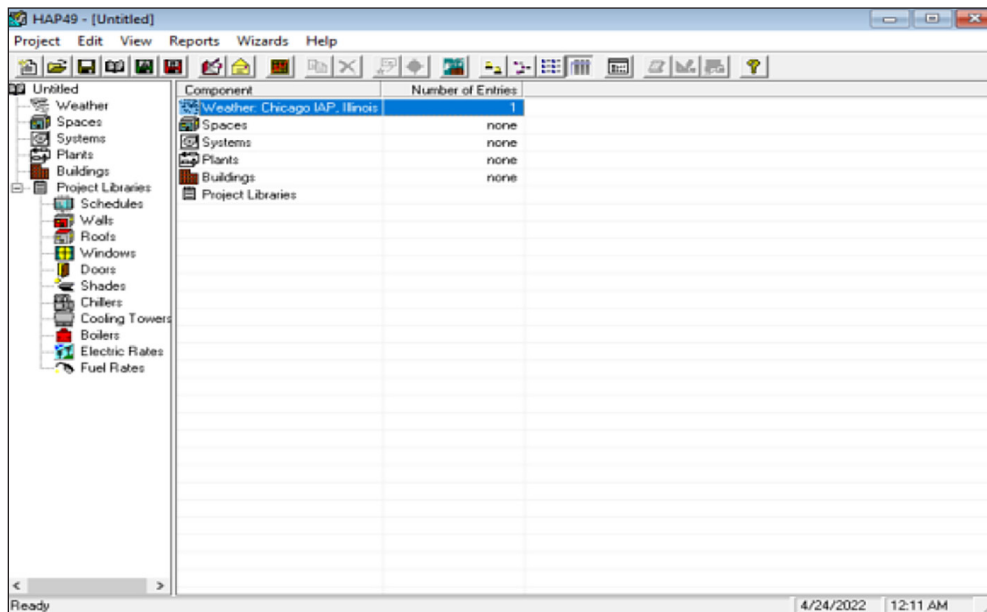 HAP49 - [Untitled]
Project Edit View Reports Wizards Help
Untitled
Weather
Spaces
Systems
Plants
Buildings
Project Libraries
Schedules
Walls
Roofs
Windows
Doors
Shades
Chillers
Cooling Towers
Boilers
Electric Rates
Fuel Rates
Component Number of Entries
Weather: Chicago IAP, Illinois 1
Spaces none
Systems none
Plants none
Buildings none
Project Libraries
Ready 4/24/2022 12:11 AM